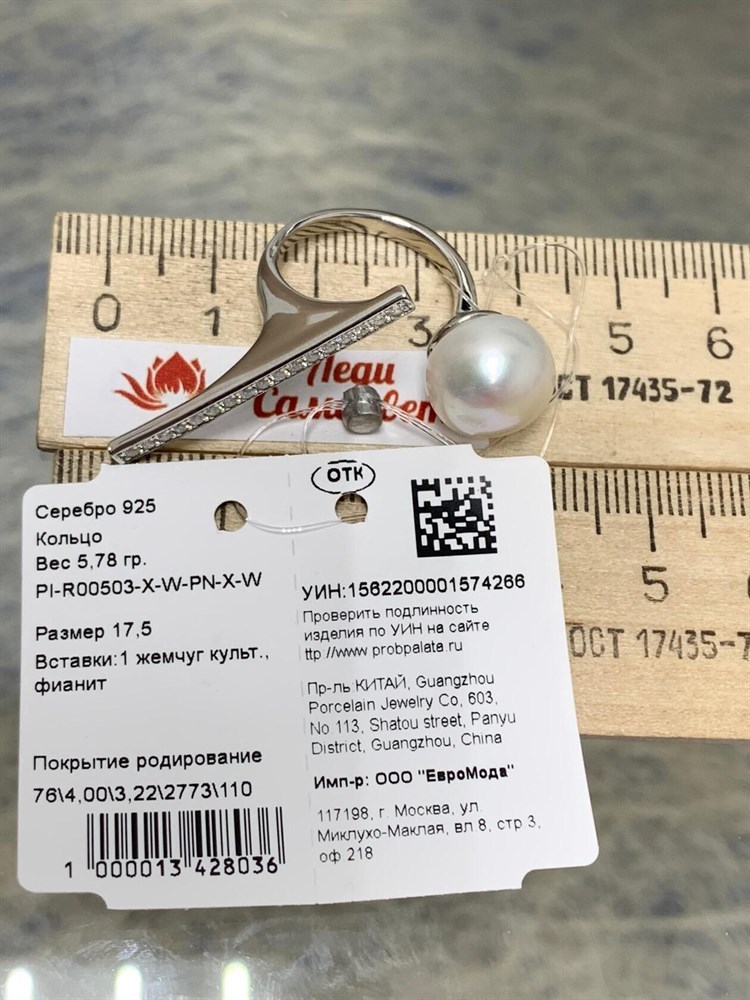 0 1 3 5 6
Леди
ГОСТ 17435-72
5
ГОСТ 17435-7
ОТК
Серебро 925
Кольцо
Вес 5,78 гр.
PI-R00503-X-W-PN-X-W
Размер 17,5
Вставки:1 жемчуг культ.,
фианит
Покрытие родирование
76\4,00\3,22\2773\110
1 000013 428036
УИН:1562200001574266
Проверить подлинность
изделия по УИН на сайте
ttp://www probpalata.ru
Пр-ль:КИТАЙ, Guangzhou
Porcelain Jewelry Co, 603,
No 113, Shatou street, Panyu
District, Guangzhou, China
Имп-р: ООО "ЕвроМода"
117198, г. Москва, ул.
Миклухо-Маклая, вл 8, стр 3,
оф 218